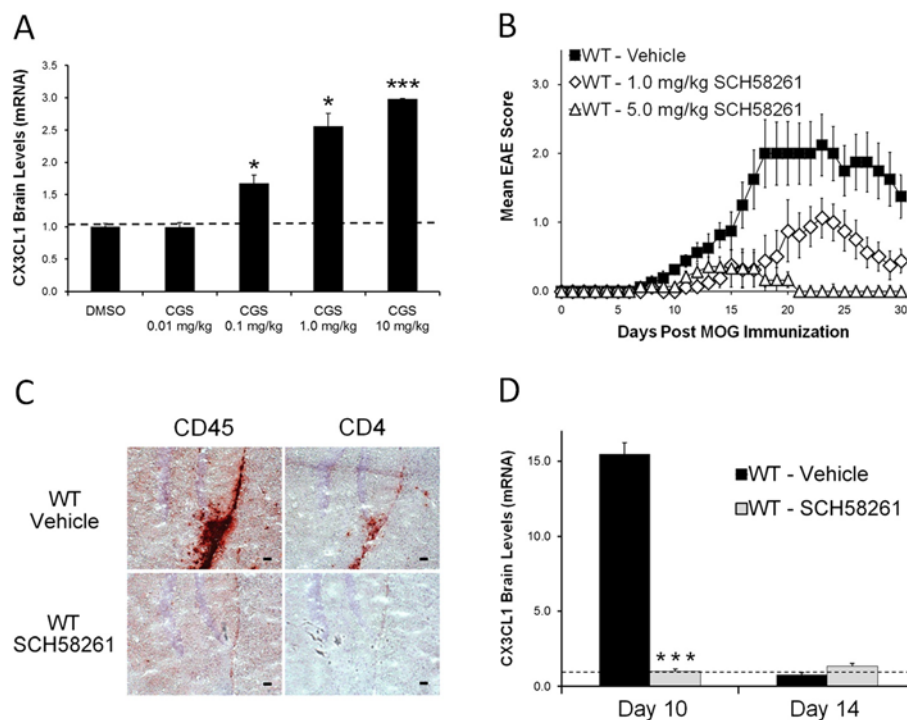 A
CX3CL1 Brain Levels (mRNA)
3.5
3.0
2.5
2.0
1.5
1.0
0.5
0.0
*
*
***
DMSO
CGS
0.01 mg/kg
CGS
0.1 mg/kg
CGS
1.0 mg/kg
CGS
10 mg/kg
B
WT - Vehicle
WT - 1.0 mg/kg SCH58261
WT - 5.0 mg/kg SCH58261
Mean EAE Score
3.0
2.0
1.0
0.0
0 5 10 15 20 25 30
Days Post MOG Immunization
C
CD45 CD4
WT
Vehicle
WT
SCH58261
D
CX3CL1 Brain Levels (mRNA)
15.0
10.0
5.0
0.0
WT - Vehicle
WT - SCH58261
***
Day 10 Day 14